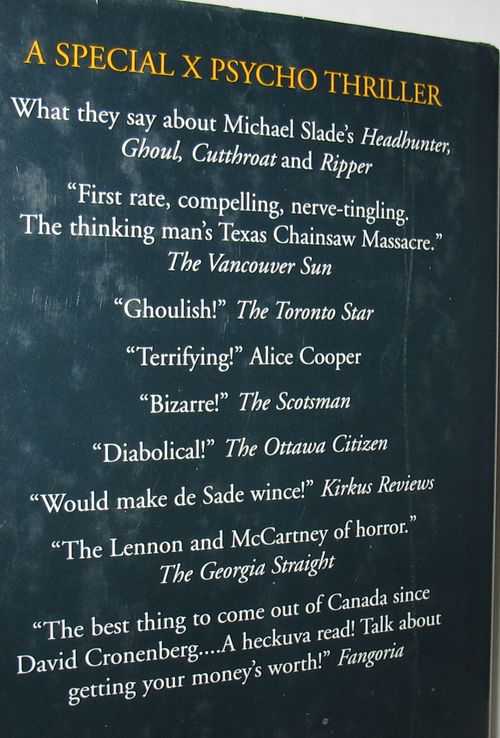 A SPECIAL X PSYCHO THRILLER
What they say about Michael Slade's Headhunter,
Ghoul, Cutthroat and Ripper
“First rate, compelling, nerve-tingling.
The thinking man's Texas Chainsaw Massacre.”
The Vancouver Sun
“Ghoulish!” The Toronto Star
“Terrifying!” Alice Cooper
“Bizarre!” The Scotsman
“Diabolical!” The Ottawa Citizen
“Would make de Sade wince!” Kirkus Reviews
“The Lennon and McCartney of horror.”
The Georgia Straight
“The best thing to come out of Canada since
David Cronenberg....A heckuva read! Talk about
getting your money's worth!” Fangoria